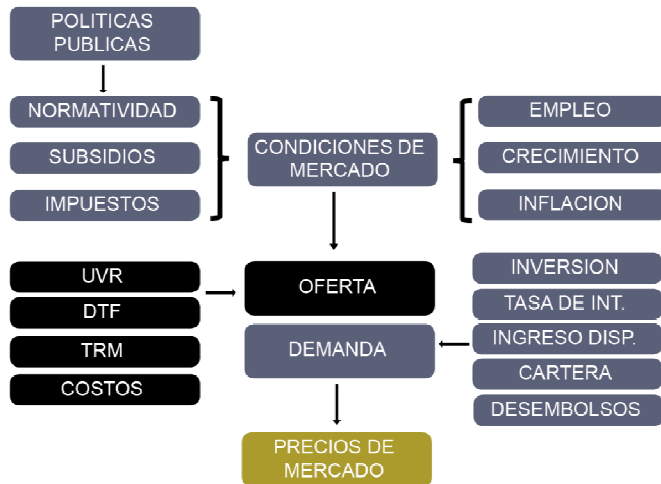 POLITICAS
PUBLICAS
NORMATIVIDAD
SUBSIDIOS
IMPUESTOS
CONDICIONES DE
MERCADO
EMPLEO
CRECIMIENTO
INFLACION
UVR
DTF
TRM
COSTOS
OFERTA
DEMANDA
INVERSION
TASA DE INT.
INGRESO DISP.
CARTERA
DESEMBOLSOS
PRECIOS DE
MERCADO